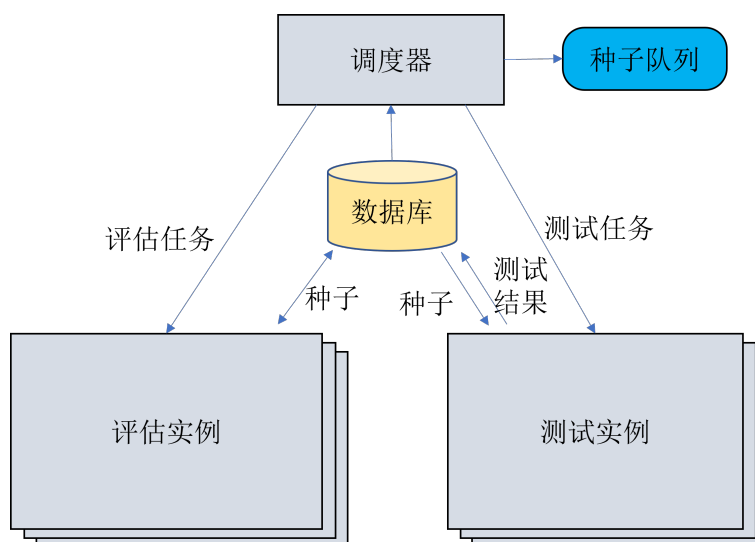 调度器
种子队列
数据库
评估任务
测试任务
种子
种子
测试
结果
评估实例
测试实例